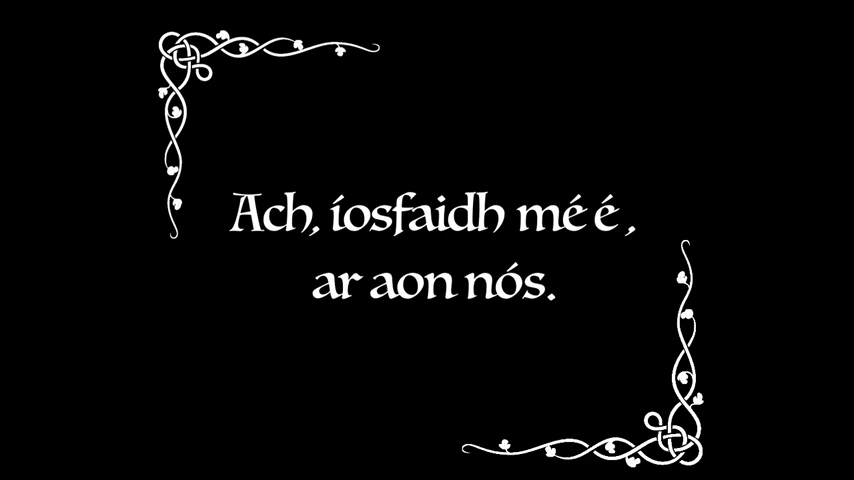 Ach, íosfaidh mé é,
ar aon nós.